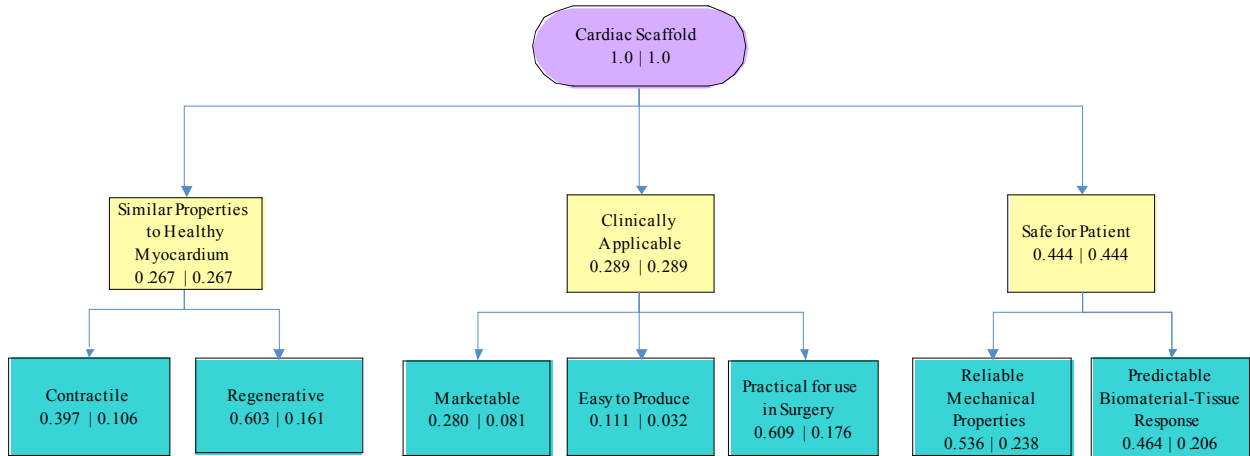 Cardiac Scaffold
1.0 | 1.0
Similar Properties
to Healthy
Myocardium
0.267 | 0.267
Clinically
Applicable
0.289 | 0.289
Safe for Patient
0.444 | 0.444
Contractile
0.397 | 0.106
Regenerative
0.603 | 0.161
Marketable
0.280 | 0.081
Easy to Produce
0.111 | 0.032
Practical for use
in Surgery
0.609 | 0.176
Reliable
Mechanical
Properties
0.536 | 0.238
Predictable
Biomaterial-Tissue
Response
0.464 | 0.206